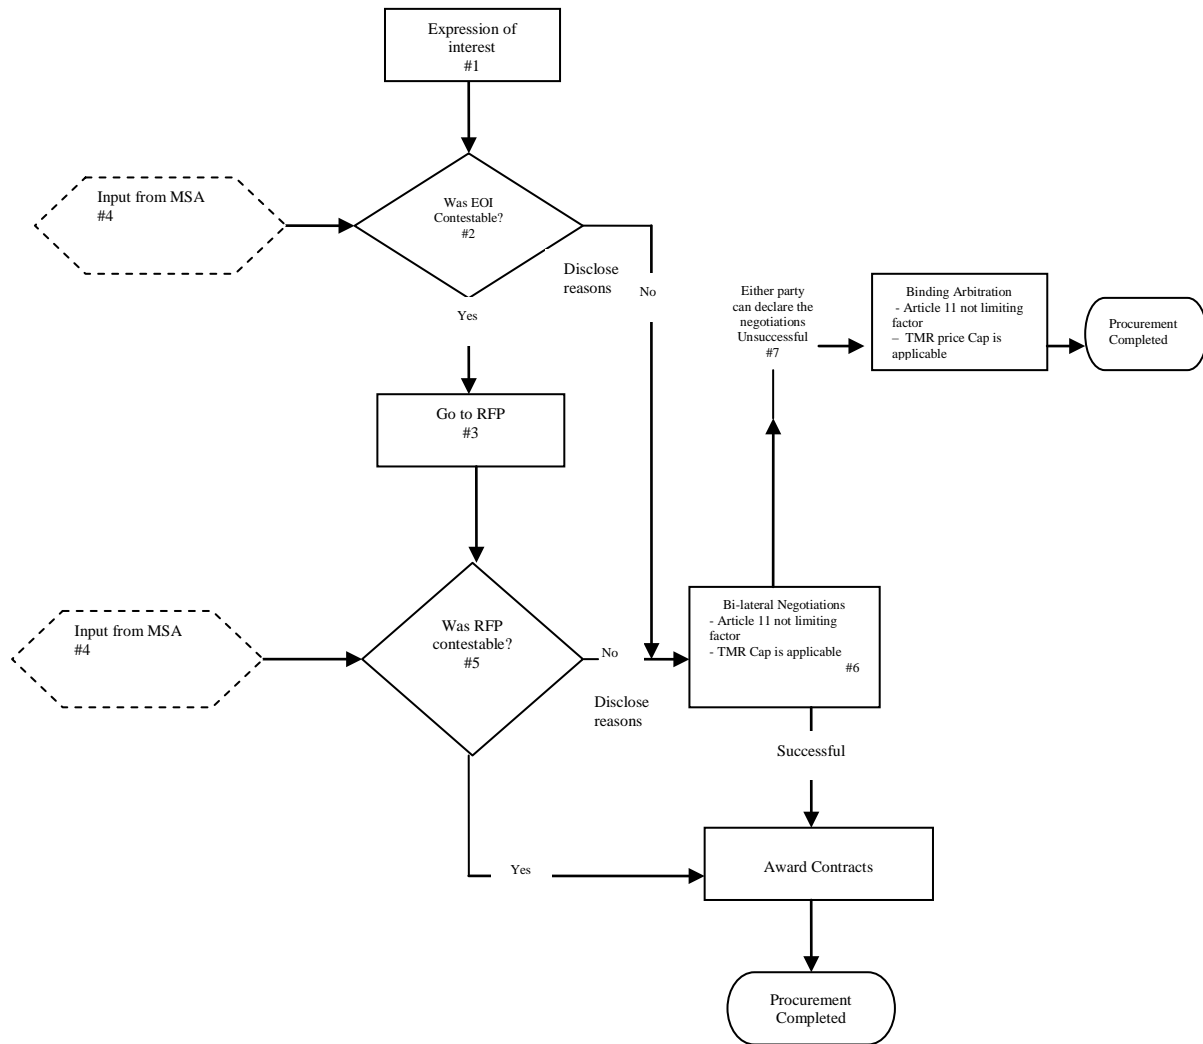 Expression of
interest
#1
Input from MSA
#4
Was EOI
Contestable?
#2
Disclose
reasons
No
Yes
Either party
can declare the
negotiations
Unsuccessful
#7
Binding Arbitration
- Article 11 not limiting
factor
– TMR price Cap is
applicable
Procurement
Completed
Go to RFP
#3
Input from MSA
#4
Was RFP
contestable?
#5
No
Disclose
reasons
Bi-lateral Negotiations
- Article 11 not limiting
factor
- TMR Cap is applicable
#6
Successful
Yes
Award Contracts
Procurement
Completed